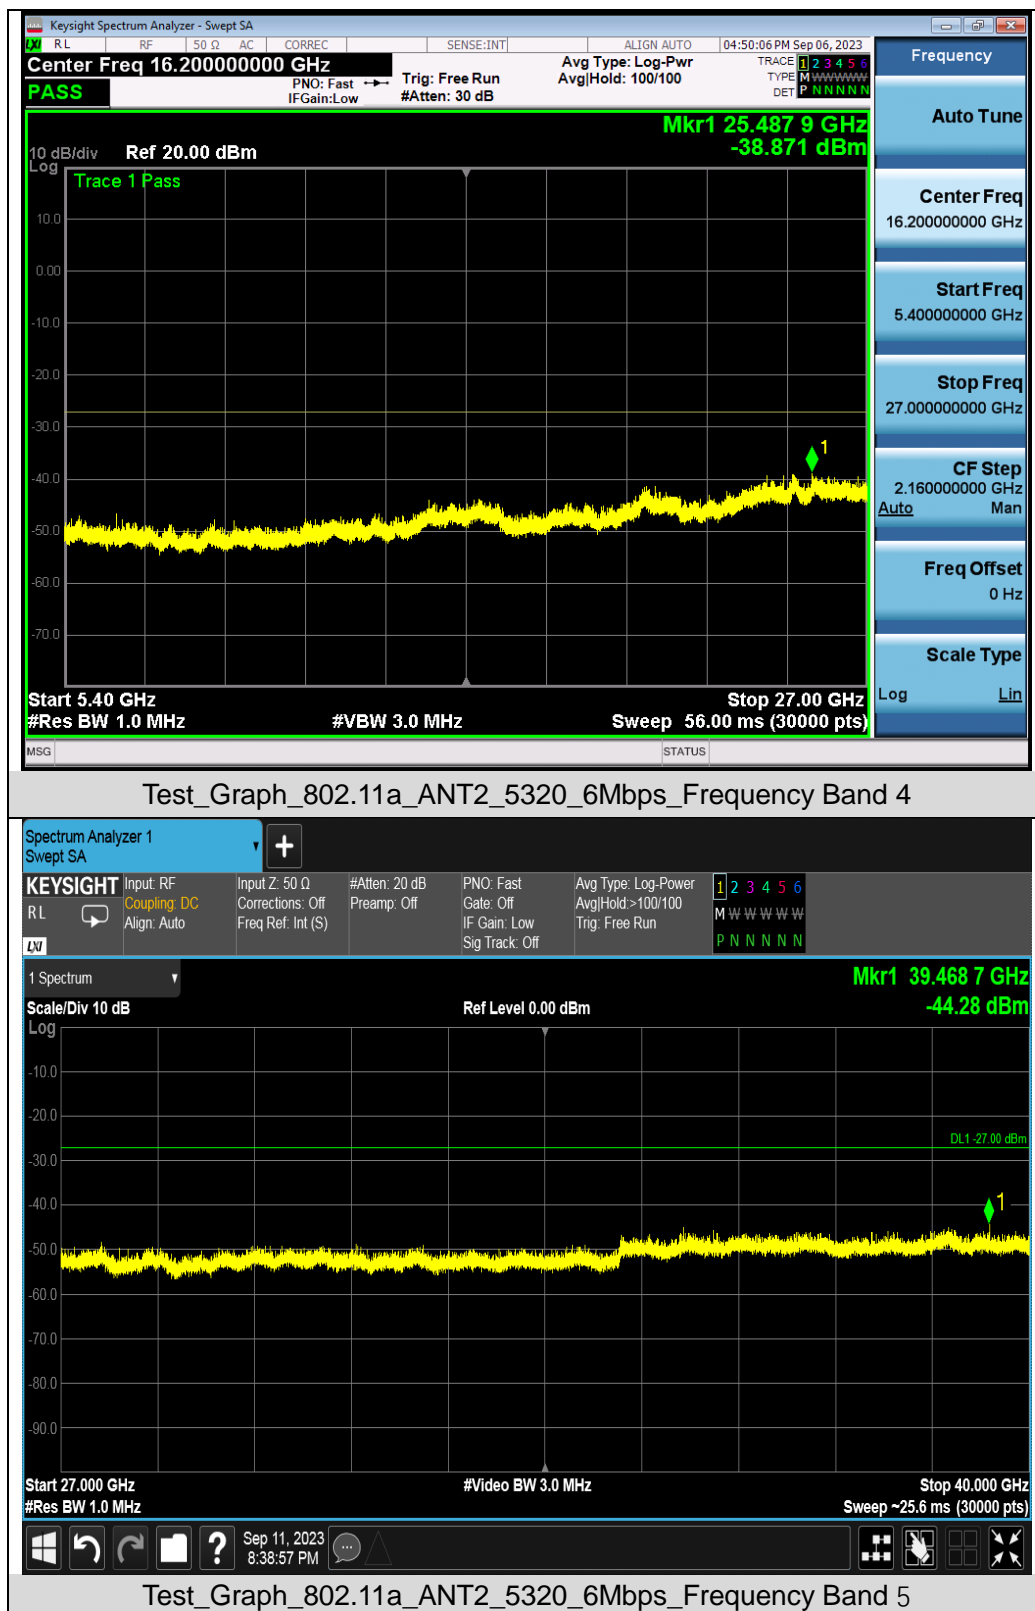 Keysight Spectrum Analyzer - Swept SA
LXI RL RF 50 Ω AC CORREC SENSE:INT ALIGN AUTO 04:50:06 PM Sep 06, 2023
Center Freq 16.200000000 GHz
PASS
PNO: Fast
IFGain:Low
Trig: Free Run
#Atten: 30 dB
Avg Type: Log-Pwr
Avg|Hold: 100/100
TRACE 1 2 3 4 5 6
TYPE M W W W W W
DET P N N N N N
Mkr1 25.487 9 GHz
-38.871 dBm
10 dB/div Ref 20.00 dBm
Log
Trace 1 Pass
10.0
0.00
-10.0
-20.0
-30.0
-40.0
-50.0
-60.0
-70.0
1
Start 5.40 GHz Stop 27.00 GHz
#Res BW 1.0 MHz #VBW 3.0 MHz Sweep 56.00 ms (30000 pts)
MSG STATUS
Frequency
Auto Tune
Center Freq
16.200000000 GHz
Start Freq
5.400000000 GHz
Stop Freq
27.000000000 GHz
CF Step
2.160000000 GHz
Auto Man
Freq Offset
0 Hz
Scale Type
Log Lin
Test_Graph_802.11a_ANT2_5320_6Mbps_Frequency Band 4
Spectrum Analyzer 1
Swept SA
+
KEYSIGHT
RL
LXI
Input: RF
Coupling: DC
Align: Auto
Input Z: 50 Ω
Corrections: Off
Freq Ref: Int (S)
#Atten: 20 dB
Preamp: Off
PNO: Fast
Gate: Off
IF Gain: Low
Sig Track: Off
Avg Type: Log-Power
Avg|Hold:>100/100
Trig: Free Run
1 2 3 4 5 6
M W W W W W
P N N N N N
1 Spectrum
Mkr1 39.468 7 GHz
-44.28 dBm
Scale/Div 10 dB Ref Level 0.00 dBm
Log
-10.0
-20.0
-30.0
-40.0
-50.0
-60.0
-70.0
-80.0
-90.0
DL1 -27.00 dBm
1
Start 27.000 GHz #Video BW 3.0 MHz Stop 40.000 GHz
#Res BW 1.0 MHz Sweep ~25.6 ms (30000 pts)
?
Sep 11, 2023
8:38:57 PM
Test_Graph_802.11a_ANT2_5320_6Mbps_Frequency Band 5